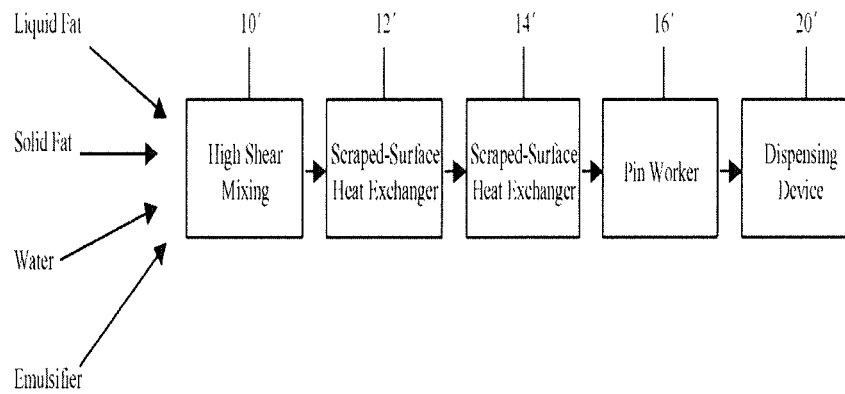 Liquid Fat
10′
12′
14′
16′
20′
Solid Fat
High Shear
Mixing
Scraped-Surface
Heat Exchanger
Scraped-Surface
Heat Exchanger
Pin Worker
Dispensing
Device
Water
Emulsifier